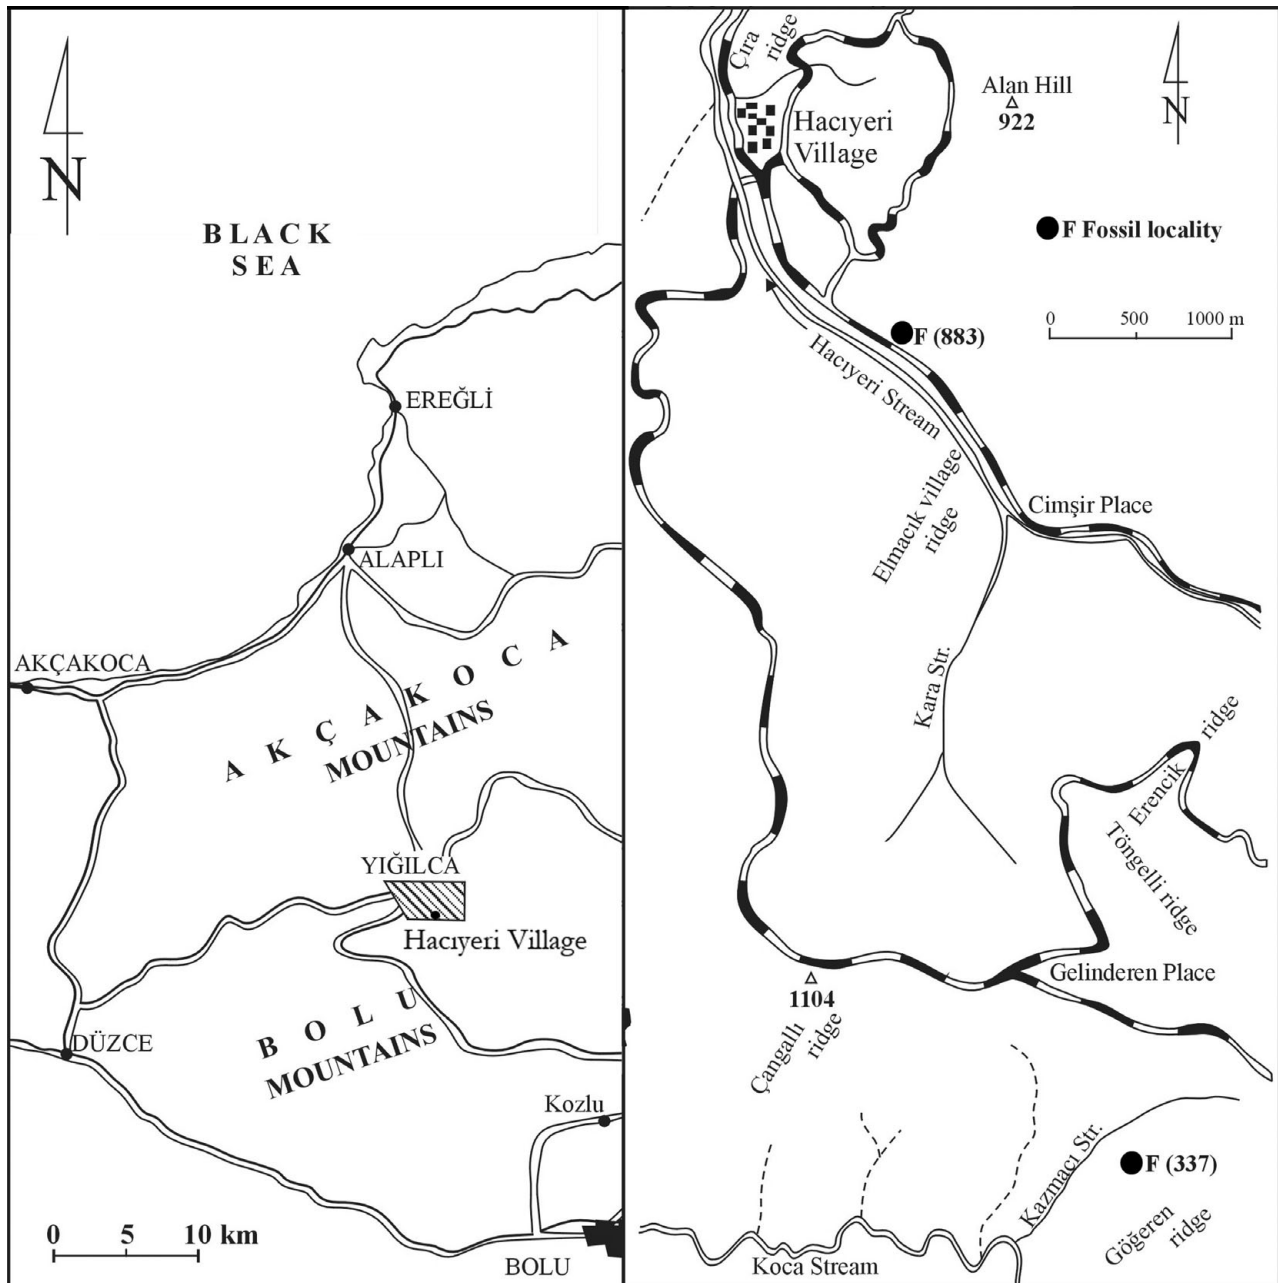 N
BLACK
SEA
EREĞLİ
ALAPLI
AKÇAKOCA
AKÇAKOCA
MOUNTAINS
YIĞILCA
Hacıyeri Village
BOLU
MOUNTAINS
DÜZCE
Kozlu
BOLU
0 5 10 km
Çıra
ridge
Alan Hill
922
N
Hacıyeri
Village
F Fossil locality
0 500 1000 m
F (883)
Hacıyeri Stream
Elmacık village
ridge
Cimşir Place
Kara Str.
Erencik ridge
Töngelli ridge
Gelinderen Place
1104
Çangallı
ridge
Kazmacı Str.
F (337)
Göğeren
ridge
Koca Stream